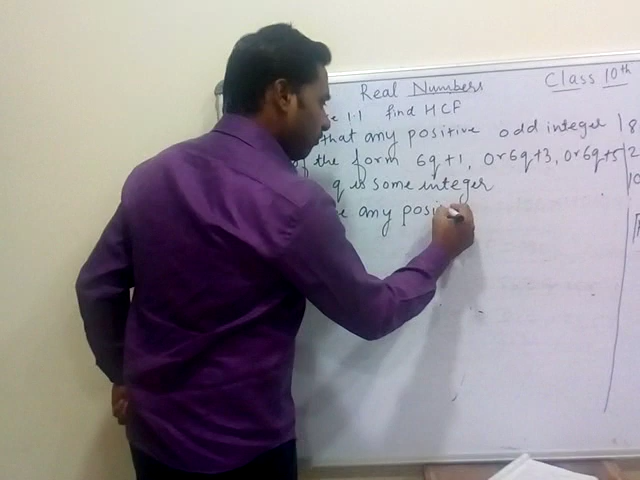 Real Numbers Class 10th
1.1 find HCF
that any positive odd integer
of the form 6q+1, or 6q+3, or 6q+5
q is some integer
any posi